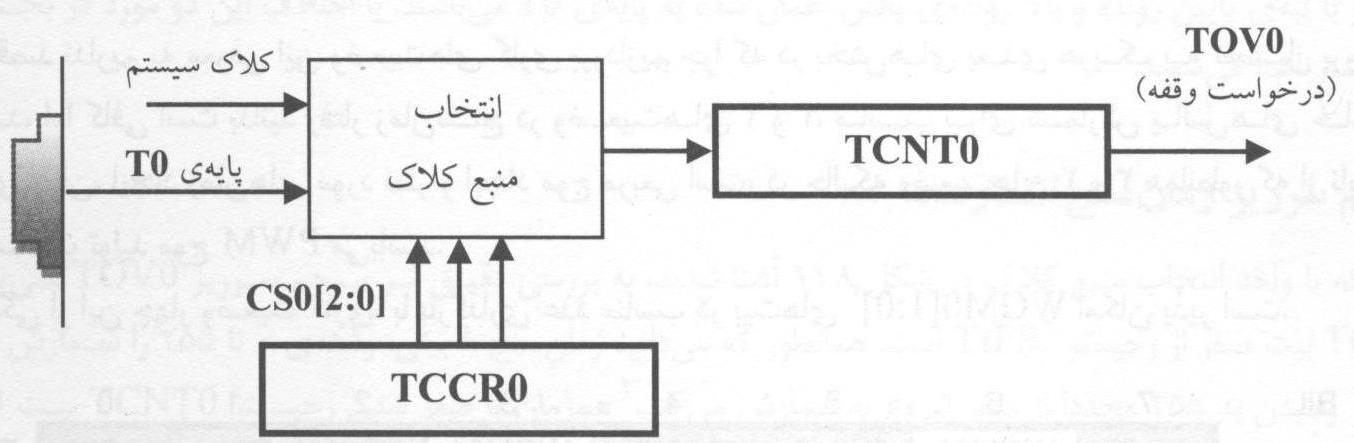 TOV0
(درخواست وقفه)
کلاک سیستم
انتخاب
منبع کلاک
پایه‌ی T0
TCNT0
CS0[2:0]
TCCR0